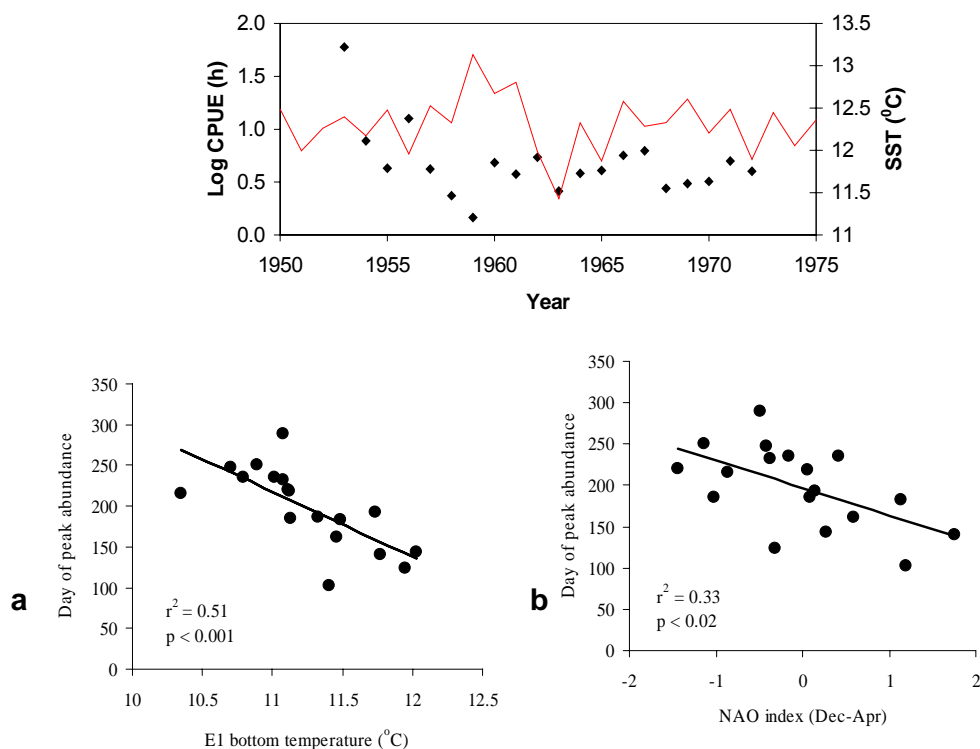 2.0
1.5
1.0
0.5
0.0
Log CPUE (h)
13.5
13
12.5
12
11.5
11
SST (⁰C)
1950 1955 1960 1965 1970 1975
Year
a
350
300
250
200
150
100
50
0
Day of peak abundance
r² = 0.51
p < 0.001
10 10.5 11 11.5 12 12.5
E1 bottom temperature (°C)
b
350
300
250
200
150
100
50
0
Day of peak abundance
r² = 0.33
p < 0.02
-2 -1 0 1 2
NAO index (Dec-Apr)